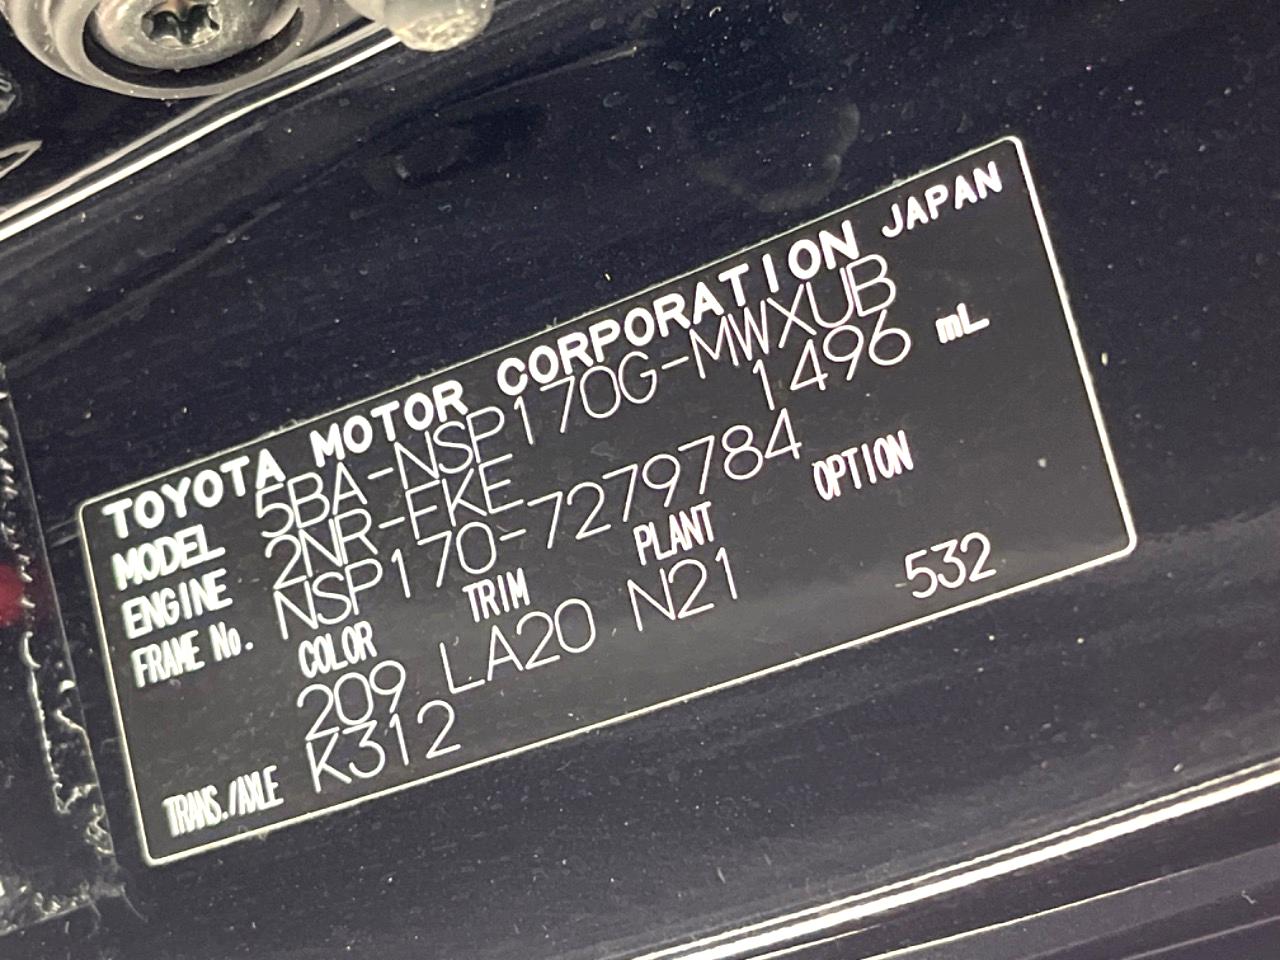 TOYOTA MOTOR CORPORATION JAPAN
MODEL 5BA-NSP170G-MWXUB
ENGINE 2NR-FKE 1496 mL
FRAME No. NSP170-7279784
COLOR TRIM PLANT OPTION
209 LA20 N21 532
TRANS./AXLE K312